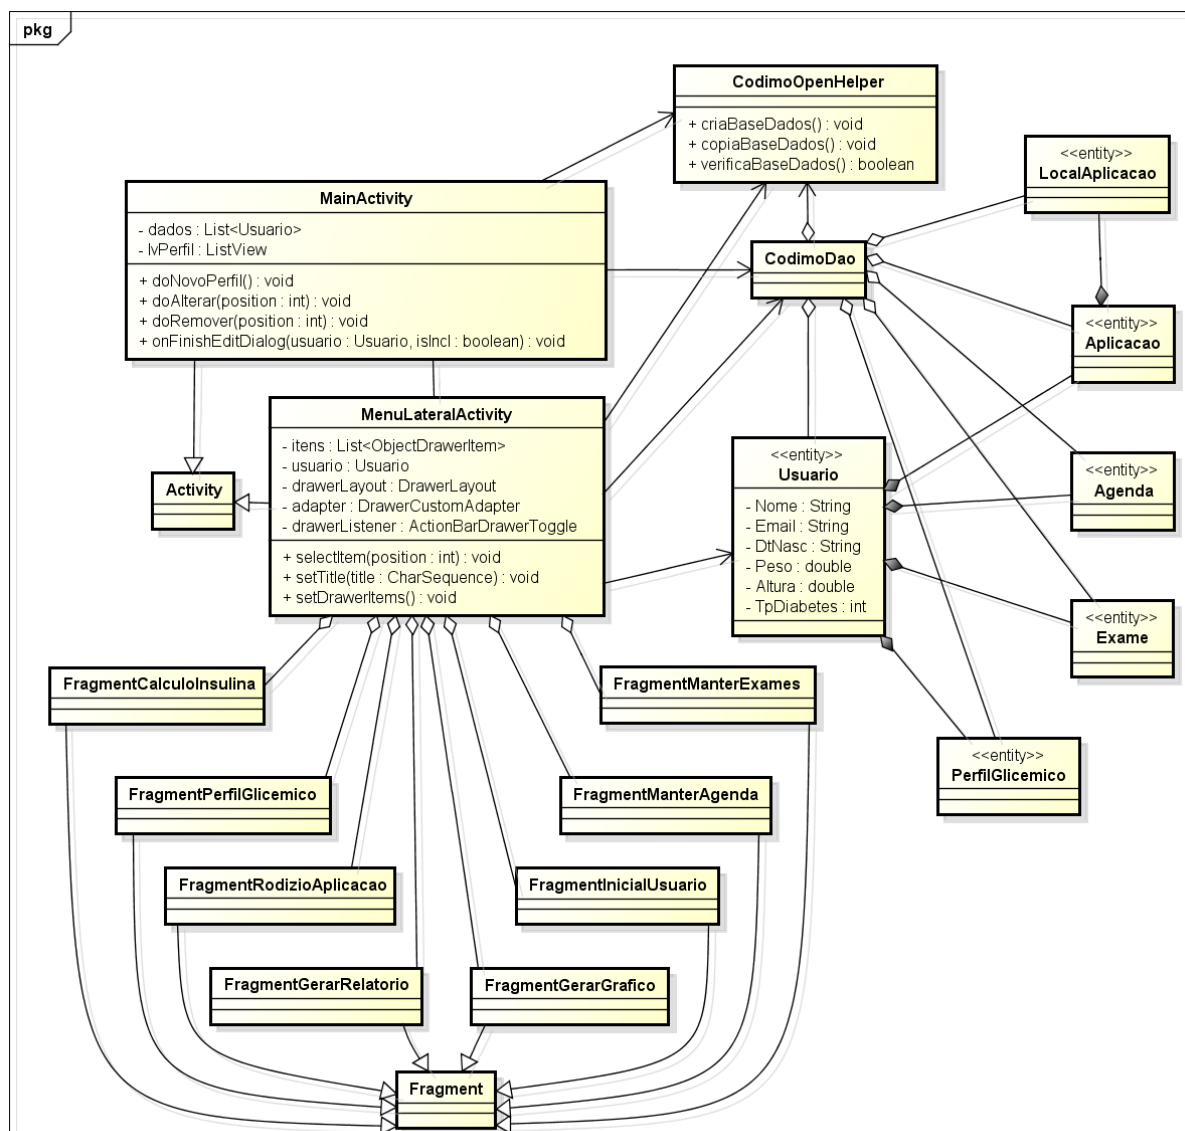 pkg
CodimoOpenHelper
+ criaBaseDados() : void
+ copiaBaseDados() : void
+ verificaBaseDados() : boolean
<<entity>>
LocalAplicacao
MainActivity
- dados : List<Usuario>
- lvPerfil : ListView
+ doNovoPerfil() : void
+ doAlterar(position : int) : void
+ doRemover(position : int) : void
+ onFinishEditDialog(usuario : Usuario, isIncl : boolean) : void
CodimoDao
<<entity>>
Aplicacao
MenuLateralActivity
- itens : List<ObjectDrawerItem>
- usuario : Usuario
- drawerLayout : DrawerLayout
- adapter : DrawerCustomAdapter
- drawerListener : ActionBarDrawerToggle
+ selectItem(position : int) : void
+ setTitle(title : CharSequence) : void
+ setDrawerItems() : void
Activity
<<entity>>
Usuario
- Nome : String
- Email : String
- DtNasc : String
- Peso : double
- Altura : double
- TpDiabetes : int
<<entity>>
Agenda
<<entity>>
Exame
FragmentCalculoInsulina
FragmentManterExames
<<entity>>
PerfilGlicemico
FragmentPerfilGlicemico
FragmentManterAgenda
FragmentRodizioAplicacao
FragmentInicialUsuario
FragmentGerarRelatorio
FragmentGerarGrafico
Fragment